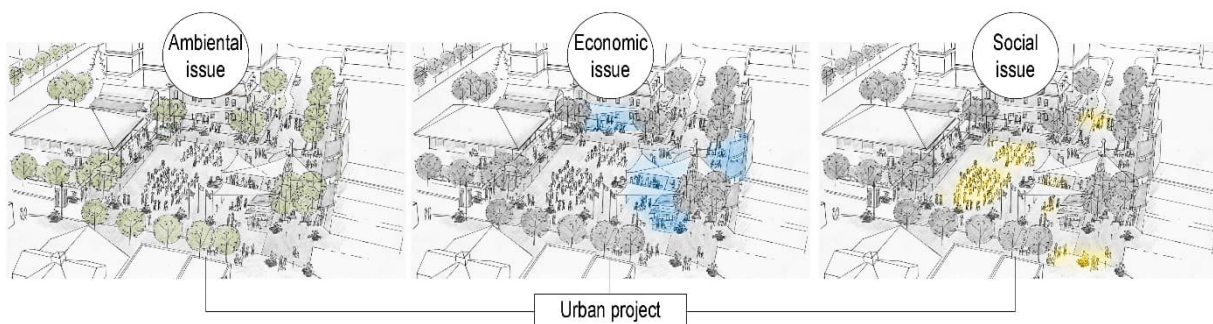 Ambiental
issue
Economic
issue
Social
issue
Urban project